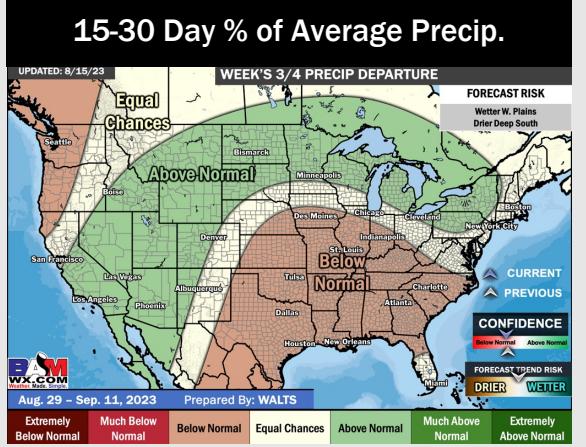 15-30 Day % of Average Precip.
UPDATED: 8/15/23
WEEK'S 3/4 PRECIP DEPARTURE
FORECAST RISK
Wetter W. Plains
Drier Deep South
Equal
Chances
Seattle
Above Normal
Bismarck
Minneapolis
Boise
Boston
Des Moines
Chicago
Cleveland
New York City
Denver
Indianapolis
San Francisco
St. Louis
Below
Normal
CURRENT
Las Vegas
Tulsa
Albuquerque
Charlotte
PREVIOUS
Los Angeles
Phoenix
Atlanta
Dallas
CONFIDENCE
Below Normal
Above Normal
Houston
New Orleans
FORECAST TREND RISK
DRIER
WETTER
Miami
BAM
WX.COM
Weather. Made. Simple.
Aug. 29 – Sep. 11, 2023
Prepared By: WALTS
Extremely
Below Normal
Much Below
Normal
Below Normal
Equal Chances
Above Normal
Much Above
Normal
Extremely
Above Normal